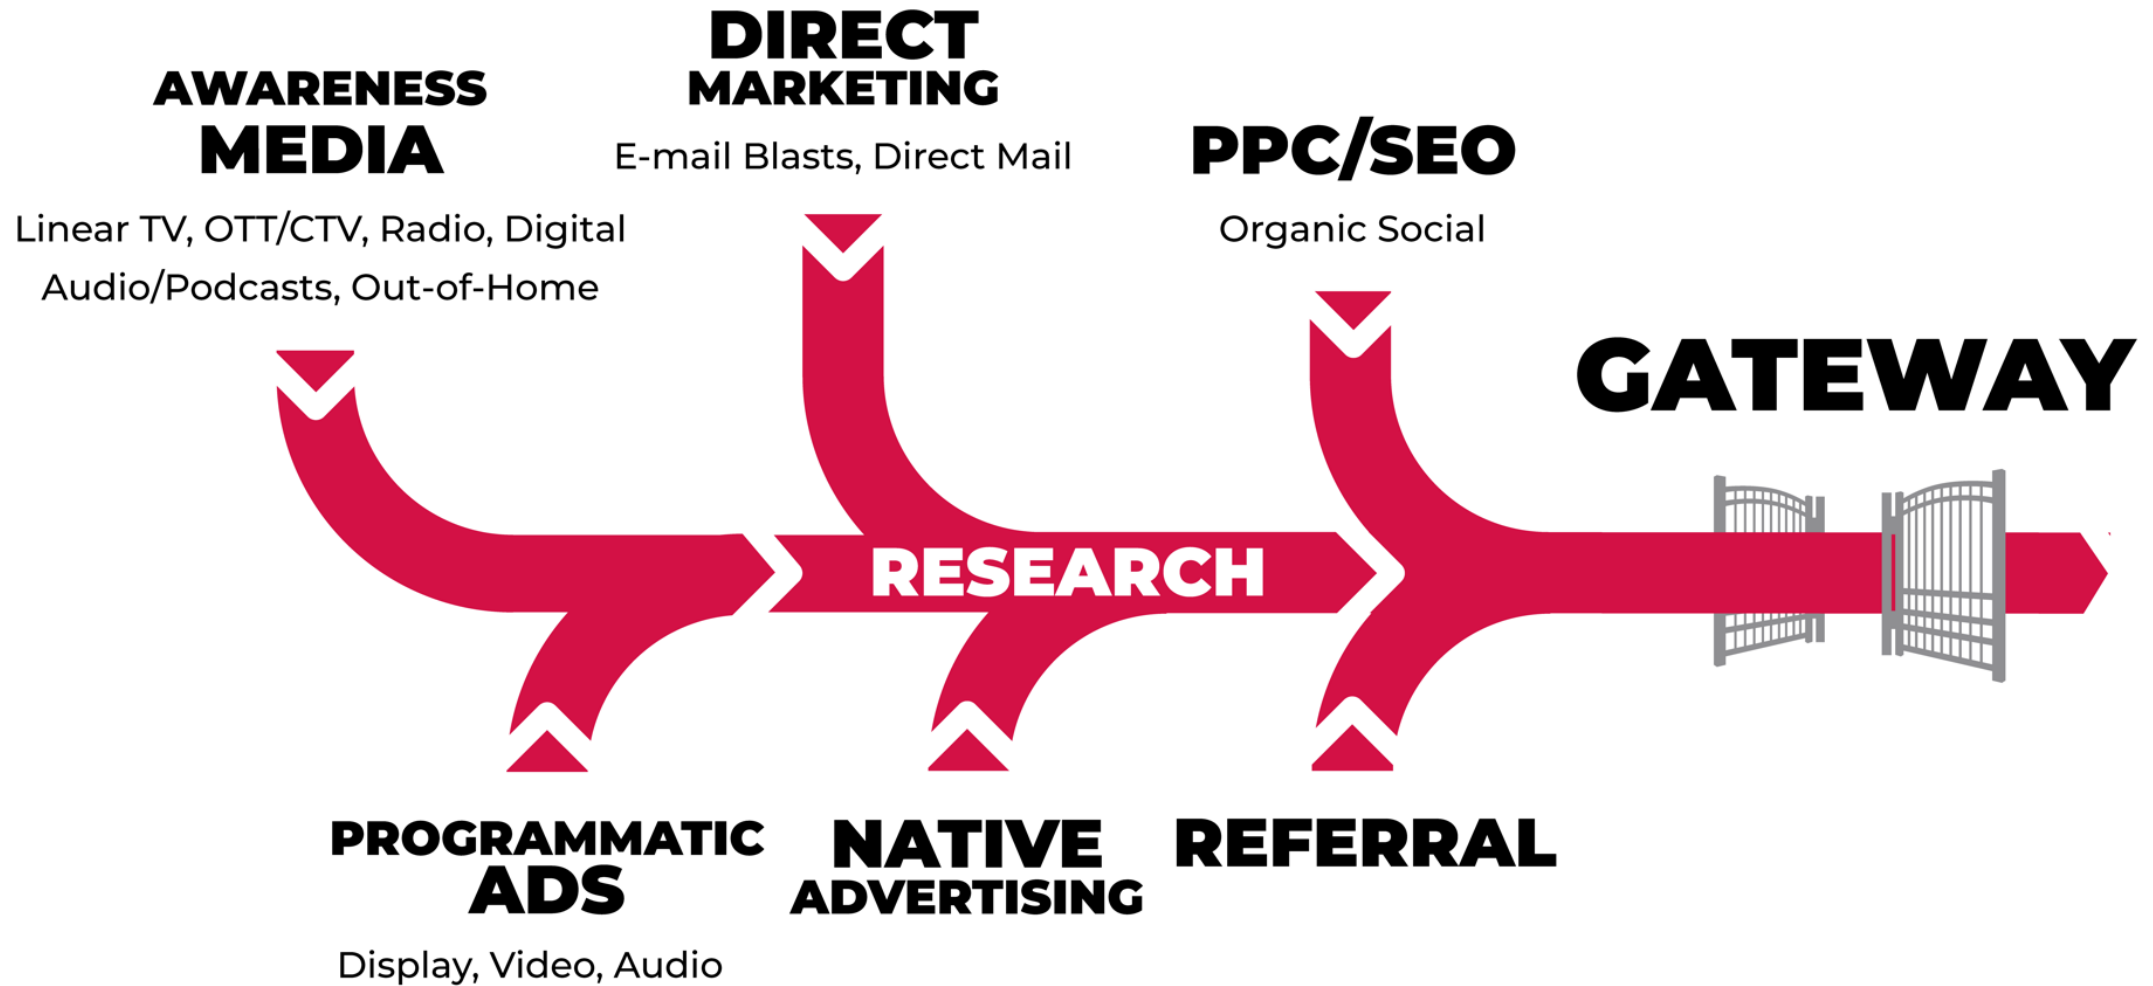 AWARENESS
MEDIA
Linear TV, OTT/CTV, Radio, Digital
Audio/Podcasts, Out-of-Home
DIRECT
MARKETING
E-mail Blasts, Direct Mail
PPC/SEO
Organic Social
GATEWAY
RESEARCH
PROGRAMMATIC
ADS
Display, Video, Audio
NATIVE
ADVERTISING
REFERRAL